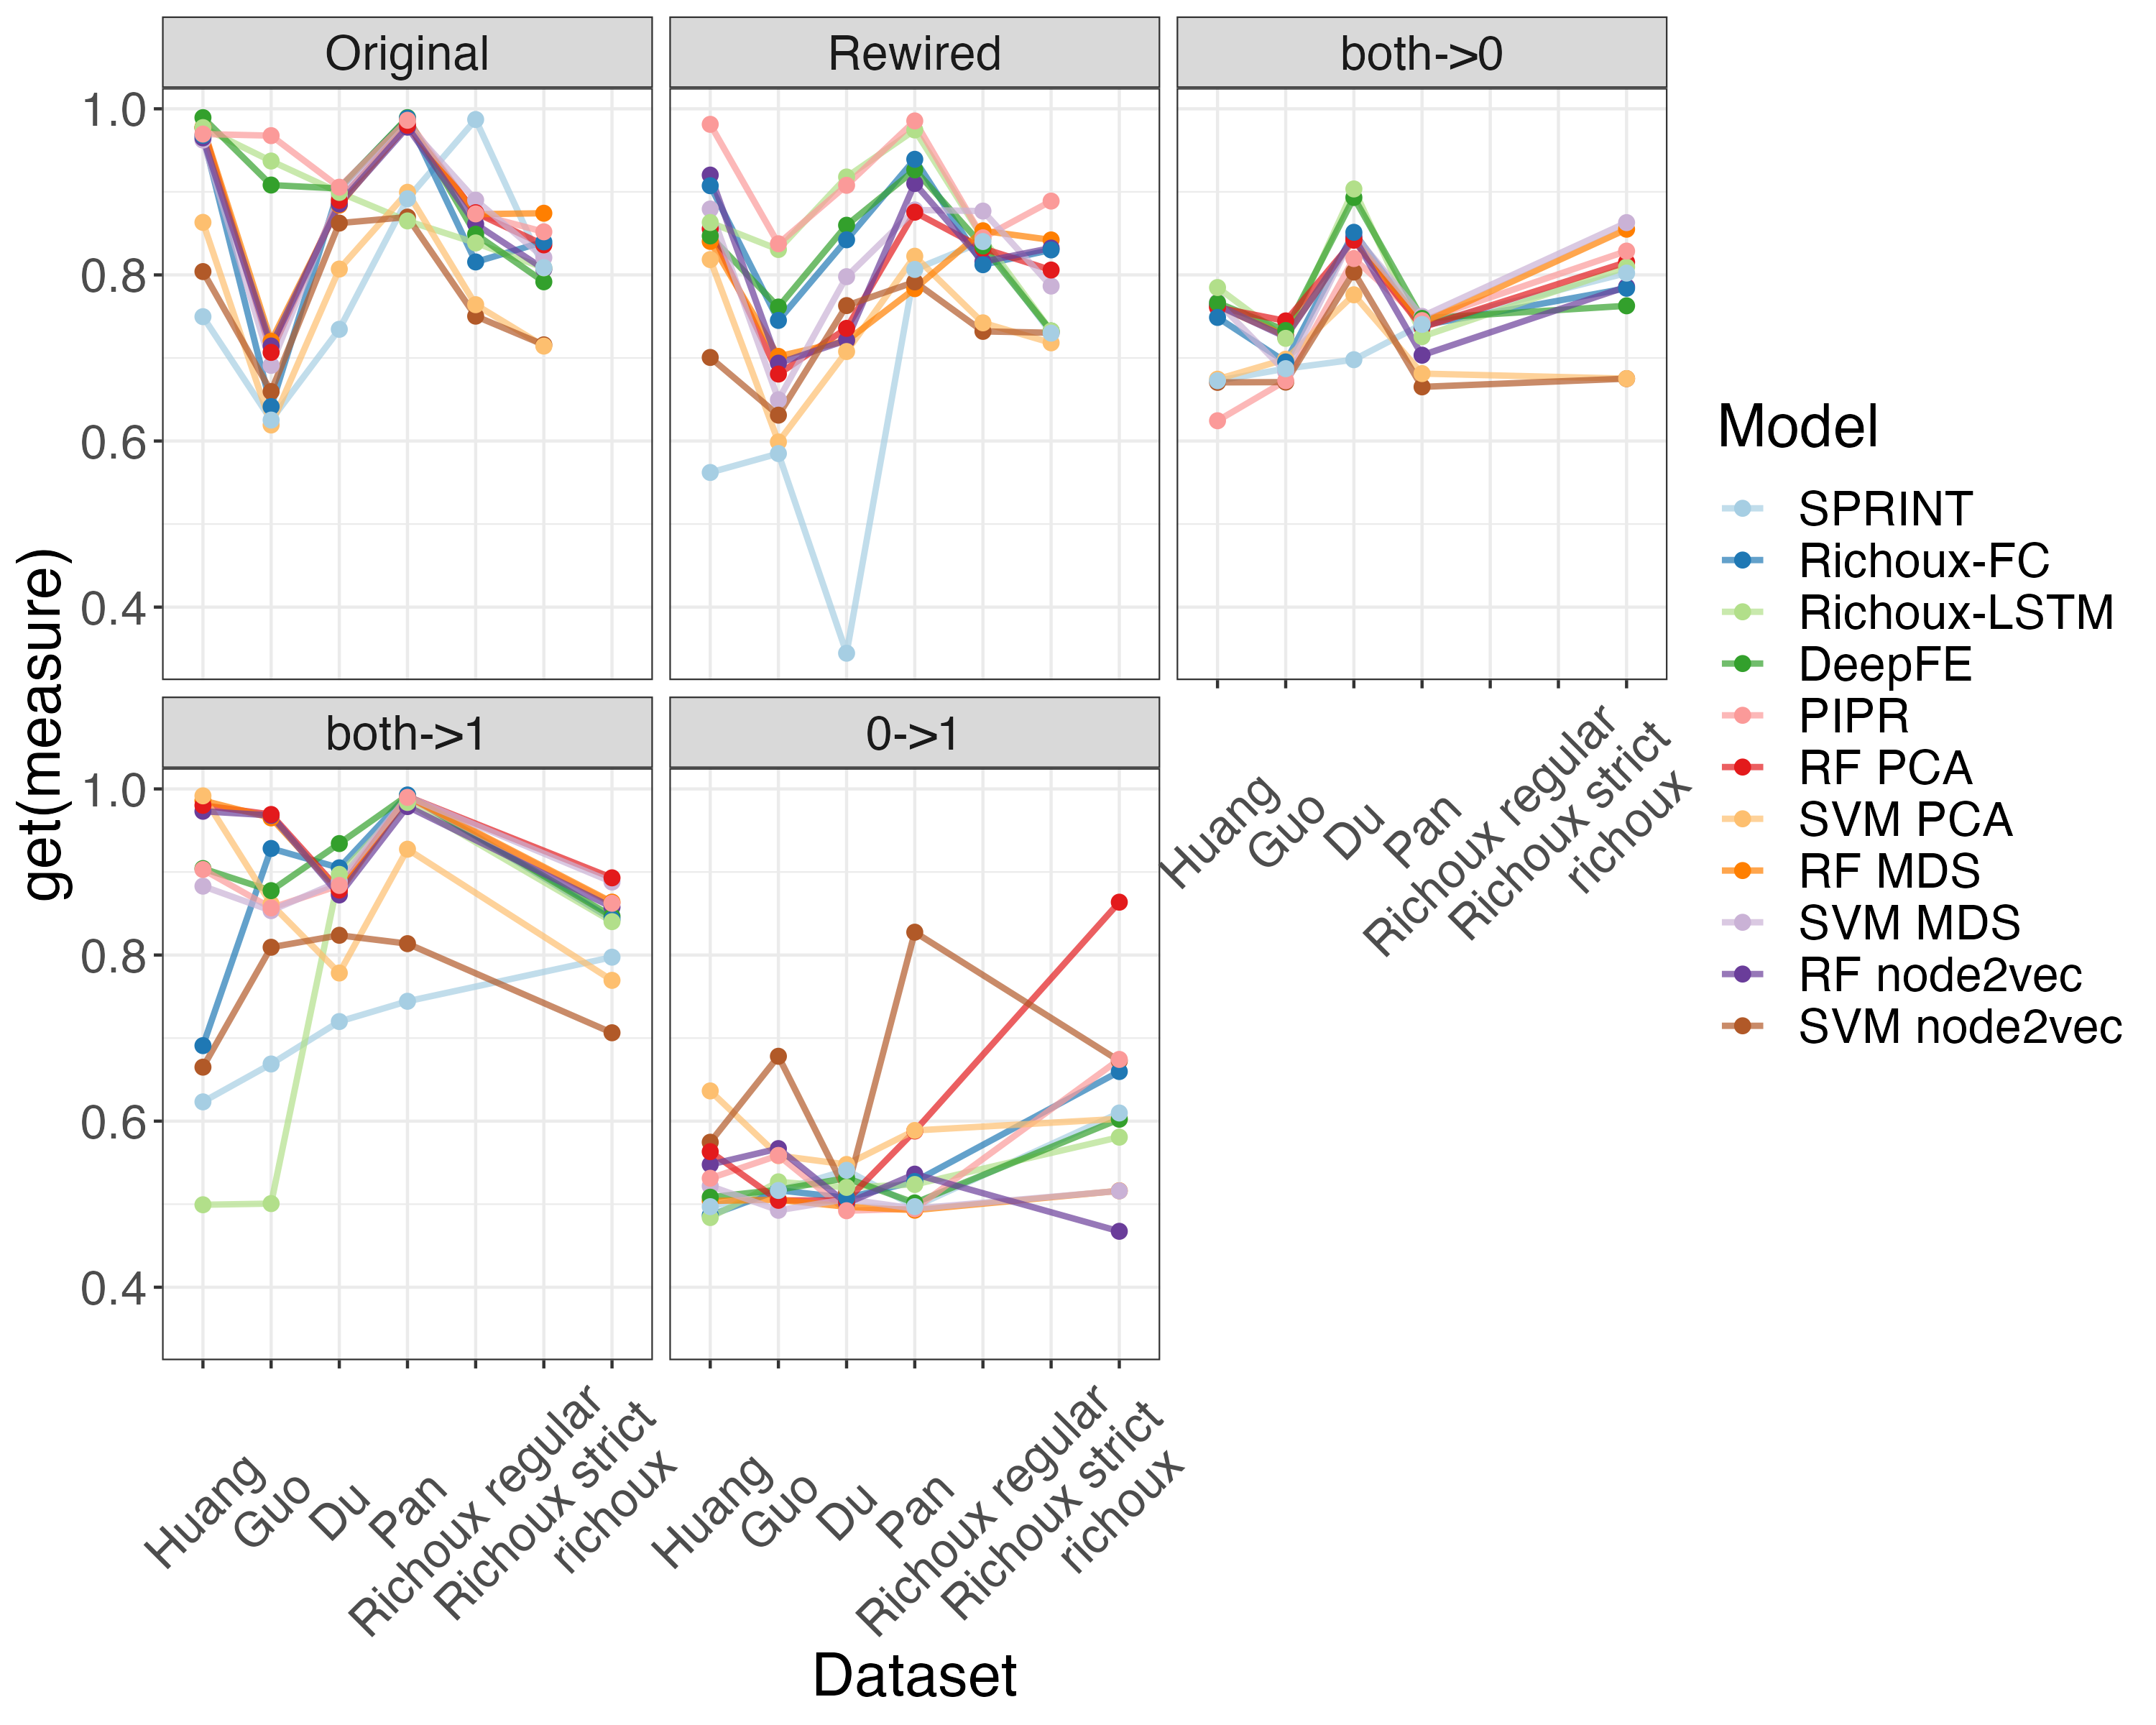 Original
Rewired
both->0
1.0
0.8
0.6
0.4
both->1
0->1
1.0
0.8
0.6
0.4
Huang
Guo
Du
Pan
Richoux regular
Richoux strict
richoux
Huang
Guo
Du
Pan
Richoux regular
Richoux strict
richoux
Huang
Guo
Du
Pan
Richoux regular
Richoux strict
richoux
get(measure)
Dataset
Model
SPRINT
Richoux-FC
Richoux-LSTM
DeepFE
PIPR
RF PCA
SVM PCA
RF MDS
SVM MDS
RF node2vec
SVM node2vec